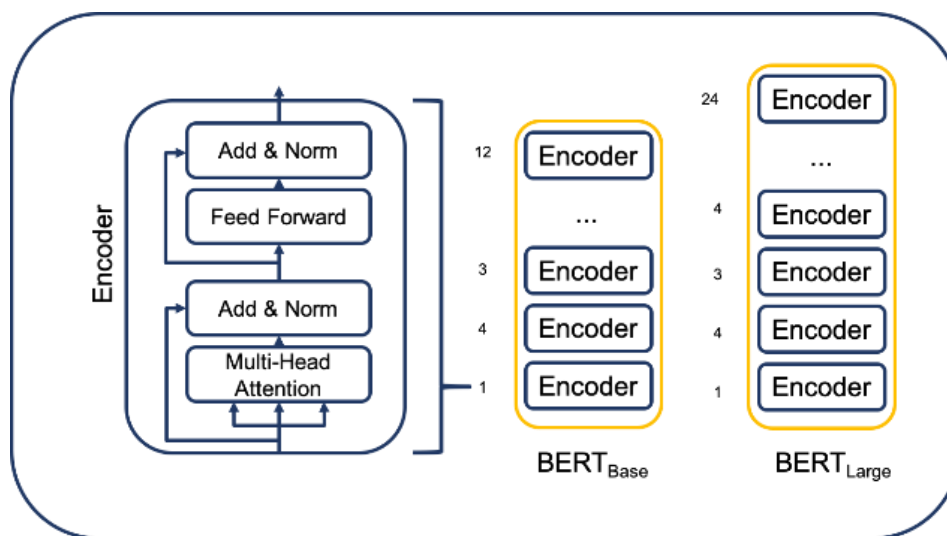 Encoder
Add & Norm
Feed Forward
Add & Norm
Multi-Head
Attention
12
Encoder
...
3
Encoder
4
Encoder
1
Encoder
BERTBase
24
Encoder
...
4
Encoder
3
Encoder
4
Encoder
1
Encoder
BERTLarge